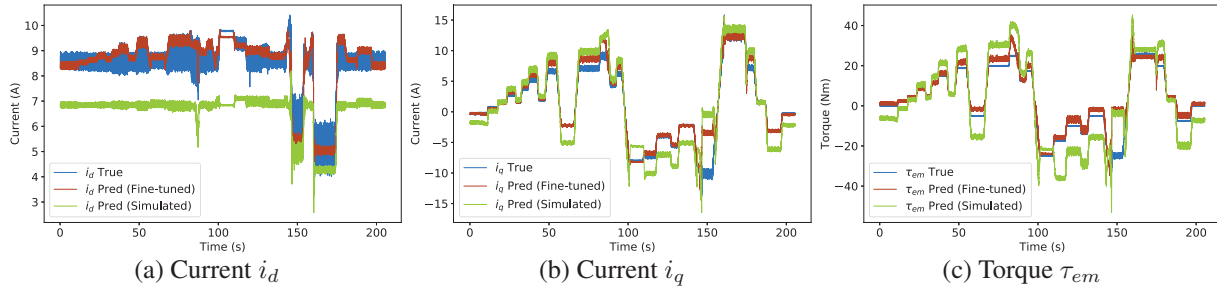 10
9
8
7
6
5
4
3
Current (A)
0
50
100
150
200
Time (s)
i_d True
i_d Pred (Fine-tuned)
i_d Pred (Simulated)
(a) Current i_d
15
10
5
0
−5
−10
−15
Current (A)
0
50
100
150
200
Time (s)
i_q True
i_q Pred (Fine-tuned)
i_q Pred (Simulated)
(b) Current i_q
40
20
0
−20
−40
Torque (Nm)
0
50
100
150
200
Time (s)
τ_em True
τ_em Pred (Fine-tuned)
τ_em Pred (Simulated)
(c) Torque τ_em